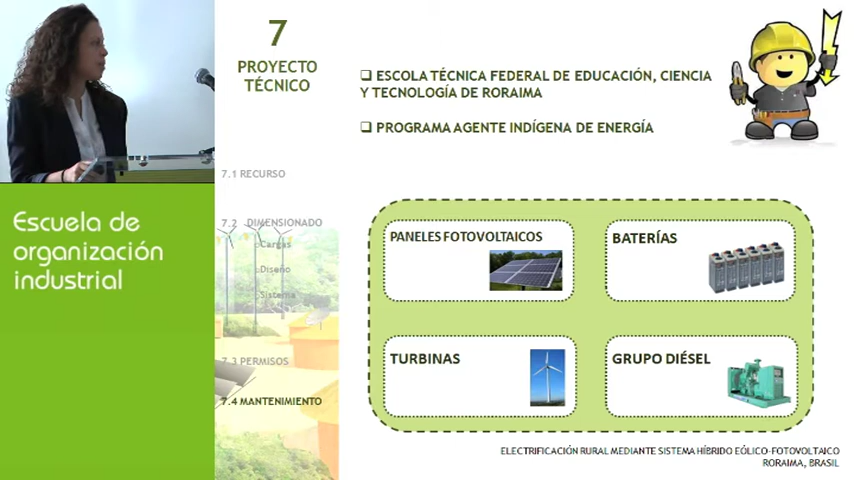 7
PROYECTO
TÉCNICO
❑ ESCOLA TÉCNICA FEDERAL DE EDUCACIÓN, CIENCIA
Y TECNOLOGÍA DE RORAIMA
❑ PROGRAMA AGENTE INDÍGENA DE ENERGÍA
7.1 RECURSO
7.2 DIMENSIONADO
Cargas
Diseño
Sistema
7.3 PERMISOS
7.4 MANTENIMIENTO
Escuela de
organización
industrial
PANELES FOTOVOLTAICOS
BATERÍAS
TURBINAS
GRUPO DIÉSEL
ELECTRIFICACIÓN RURAL MEDIANTE SISTEMA HÍBRIDO EÓLICO-FOTOVOLTAICO
RORAIMA, BRASIL